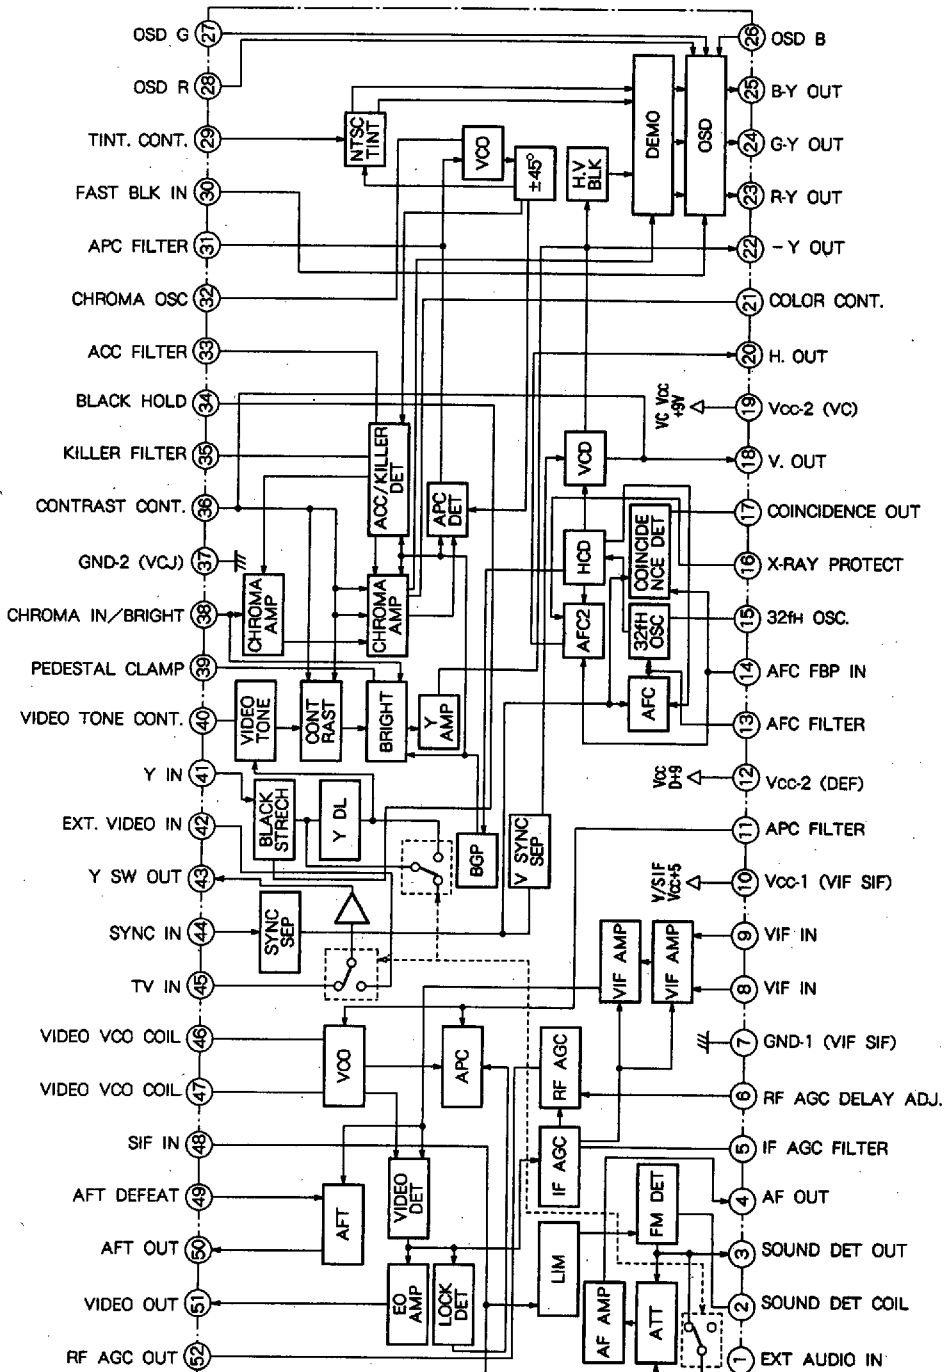 27 OSD G
28 OSD R
29 TINT. CONT.
30 FAST BLK IN
31 APC FILTER
32 CHROMA OSC
33 ACC FILTER
34 BLACK HOLD
35 KILLER FILTER
36 CONTRAST CONT.
37 GND-2 (VCJ)
38 CHROMA IN/BRIGHT
39 PEDESTAL CLAMP
40 VIDEO TONE CONT.
41 Y IN
42 EXT. VIDEO IN
43 Y SW OUT
44 SYNC IN
45 TV IN
46 VIDEO VCO COIL
47 VIDEO VCO COIL
48 SIF IN
49 AFT DEFEAT
50 AFT OUT
51 VIDEO OUT
52 RF AGC OUT
NTSC
TINT
VCO
±45°
H.V
BLK
DEMO
OSD
ACC/KILLER
DET
APC
DET
VCD
HCD
COINCIDE
NCE DET
CHROMA
AMP
CHROMA
AMP
AFC2
32fH
OSC
AFC
VIDEO
TONE
CONT
RAST
BRIGHT
Y
AMP
BLACK
STRECH
Y DL
BGP
V SYNC
SEP
SYNC
SEP
VIF AMP
VIF AMP
VCO
APC
RF AGC
IF AGC
VIDEO
DET
AFT
FM DET
LIM
EQ
AMP
LOCK
DET
AF AMP
ATT
VC Vcc
+9V
Vcc
D+9
V/SIF
Vcc+5
26 OSD B
25 B-Y OUT
24 G-Y OUT
23 R-Y OUT
22 -Y OUT
21 COLOR CONT.
20 H. OUT
19 Vcc-2 (VC)
18 V. OUT
17 COINCIDENCE OUT
16 X-RAY PROTECT
15 32fH OSC.
14 AFC FBP IN
13 AFC FILTER
12 Vcc-2 (DEF)
11 APC FILTER
10 Vcc-1 (VIF SIF)
9 VIF IN
8 VIF IN
7 GND-1 (VIF SIF)
6 RF AGC DELAY ADJ.
5 IF AGC FILTER
4 AF OUT
3 SOUND DET OUT
2 SOUND DET COIL
1 EXT AUDIO IN